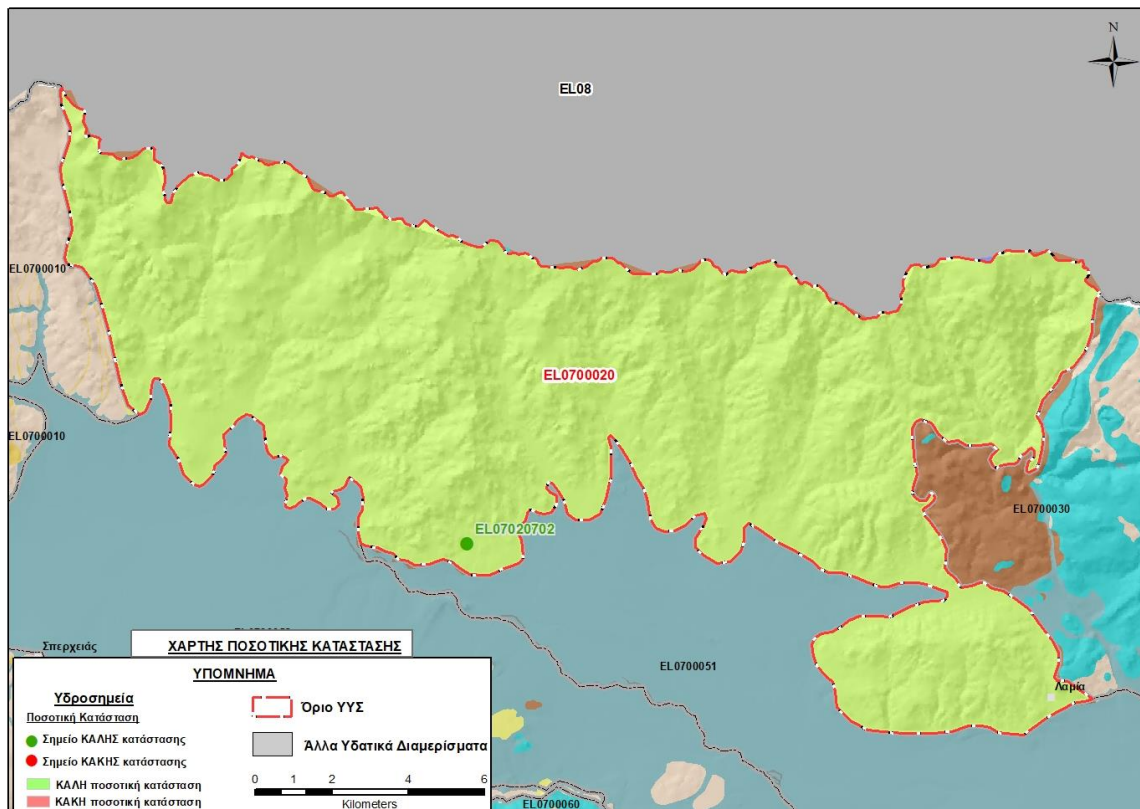 N
EL08
EL0700010
EL0700020
EL0700010
EL0700030
EL07020702
Σπερχειάς
EL0700051
Λαμία
ΧΑΡΤΗΣ ΠΟΣΟΤΙΚΗΣ ΚΑΤΑΣΤΑΣΗΣ
ΥΠΟΜΝΗΜΑ
Υδροσημεία
Ποσοτική Κατάσταση
Σημείο ΚΑΛΗΣ κατάστασης
Σημείο ΚΑΚΗΣ κατάστασης
ΚΑΛΗ ποσοτική κατάσταση
ΚΑΚΗ ποσοτική κατάσταση
Όριο ΥΥΣ
Άλλα Υδατικά Διαμερίσματα
0 1 2 4 6
Kilometers
EL0700060